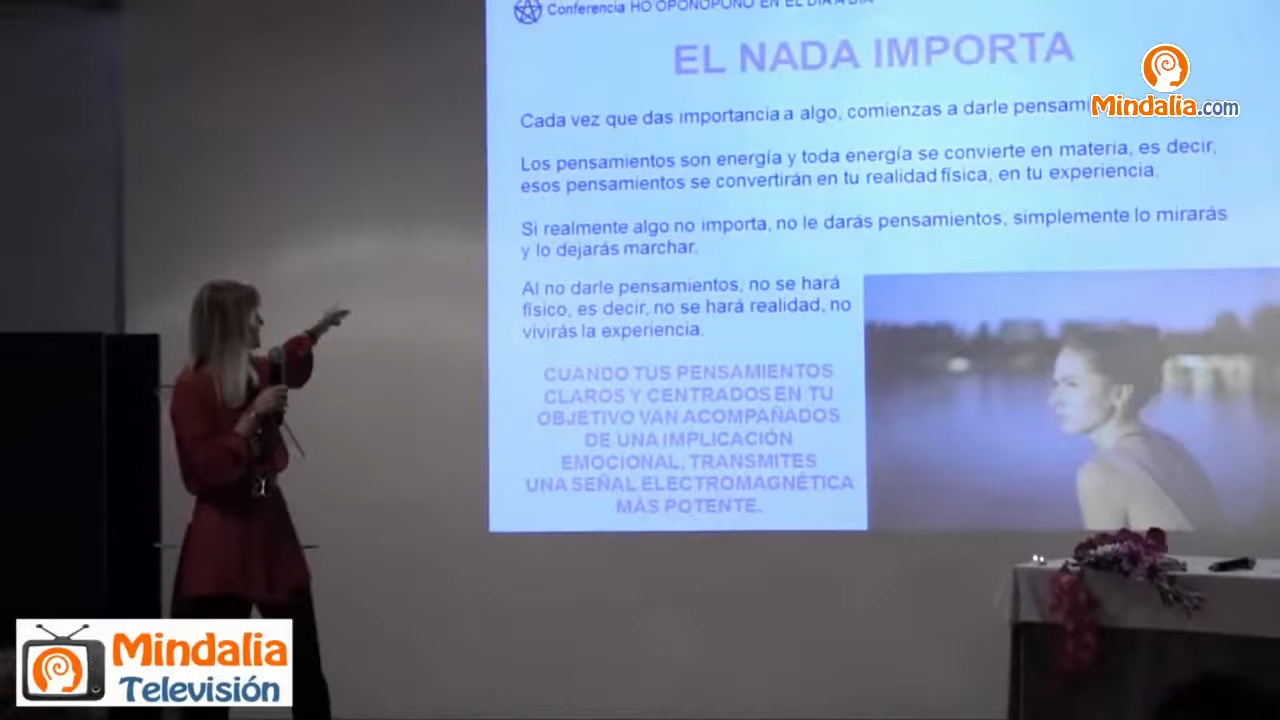 Conferencia HO OPONOPONO EN EL DIA A DIA
EL NADA IMPORTA
Mindalia.com
Cada vez que das importancia a algo, comienzas a darle
Los pensamientos son energía y toda energía se convierte en materia, es decir,
esos pensamientos se convertirán en tu realidad física, en tu experiencia.
Si realmente algo no importa, no le darás pensamientos, simplemente lo mirarás
y lo dejarás marchar.
Al no darle pensamientos, no se hará
físico, es decir, no se hará realidad, no
vivirás la experiencia.
CUANDO TUS PENSAMIENTOS
CLAROS Y CENTRADOS EN TU
OBJETIVO VAN ACOMPAÑADOS
DE UNA IMPLICACIÓN
EMOCIONAL, TRANSMITES
UNA SEÑAL ELECTROMAGNÉTICA
MÁS POTENTE.
Mindalia
Televisión